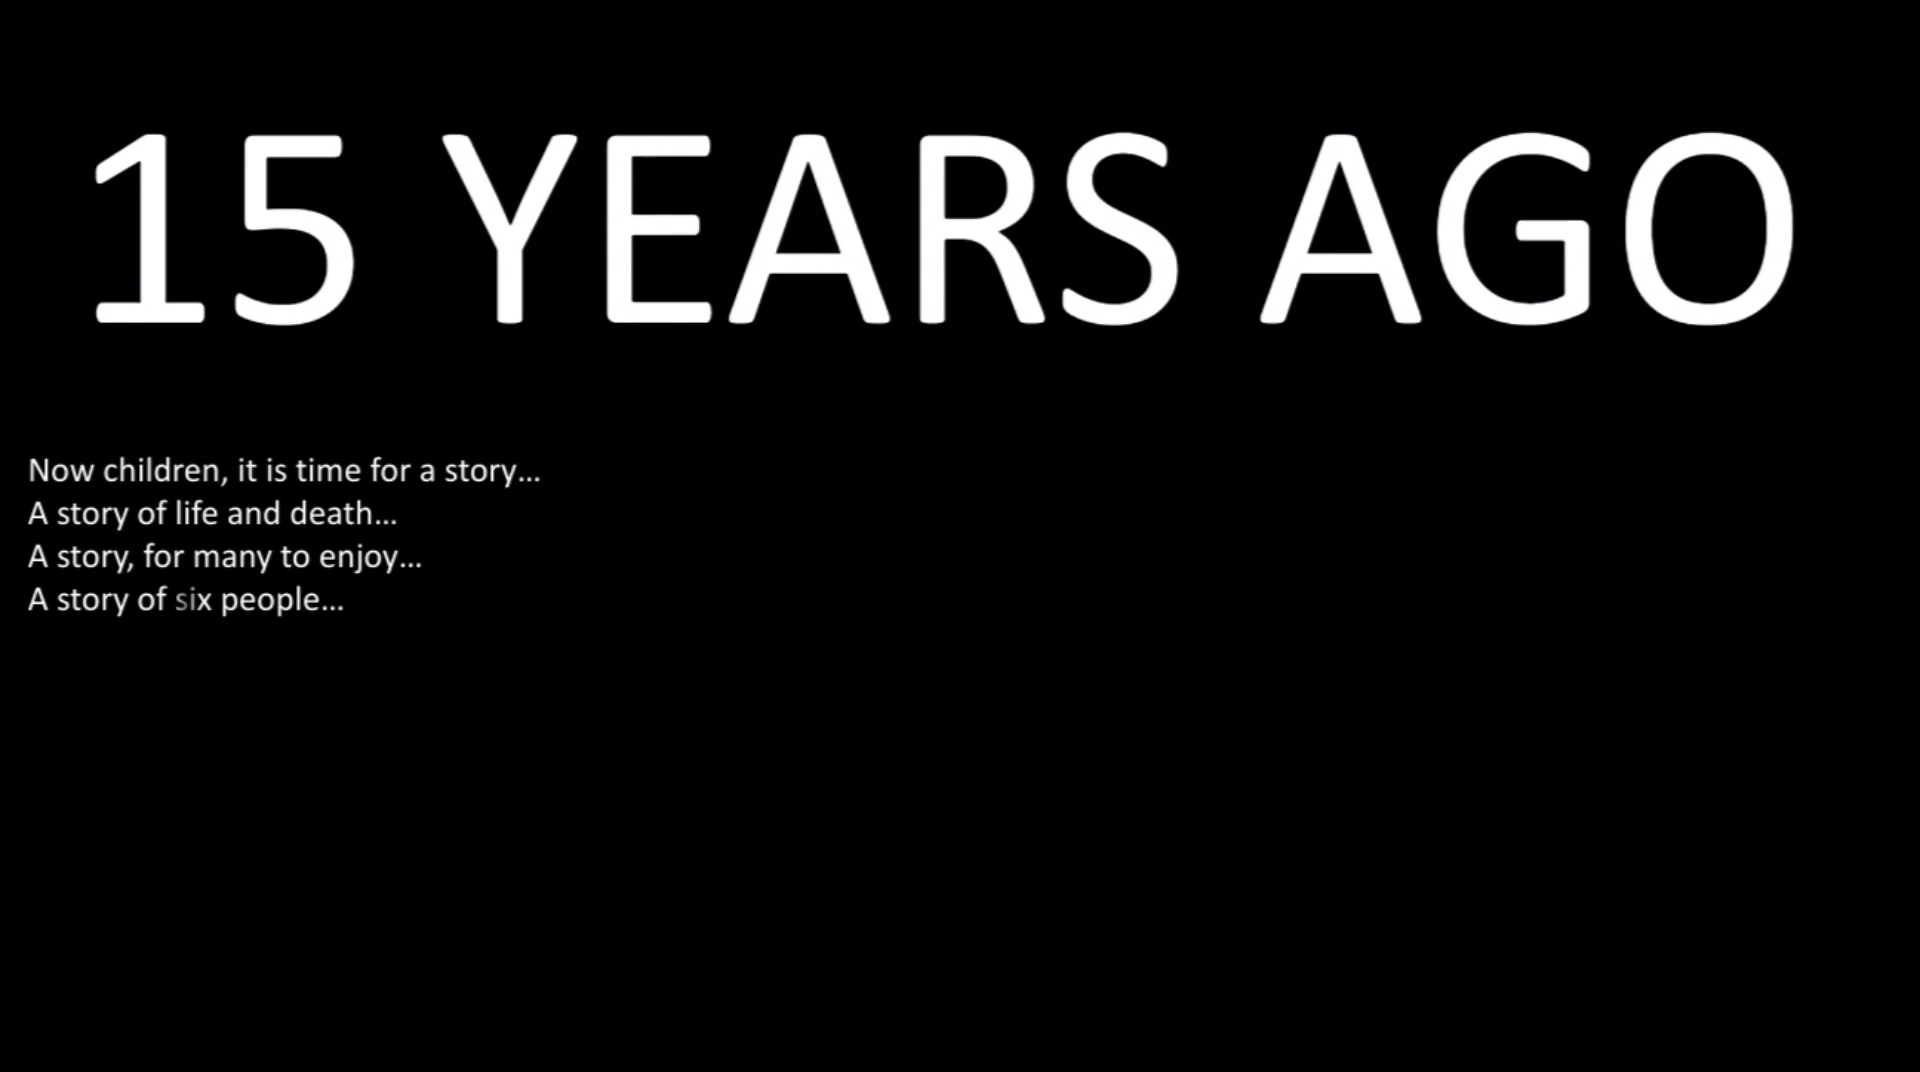 15 YEARS AGO
Now children, it is time for a story...
A story of life and death...
A story, for many to enjoy...
A story of six people...